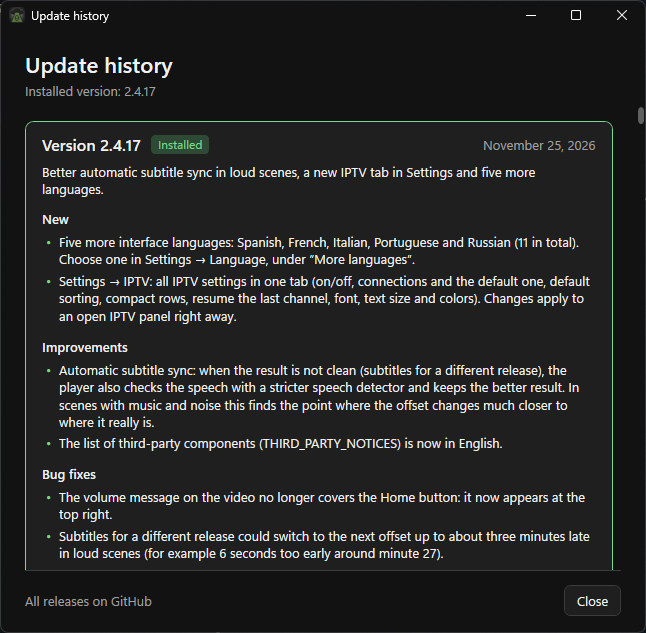 Update history
Update history
Installed version: 2.4.17
Version 2.4.17 Installed November 25, 2026
Better automatic subtitle sync in loud scenes, a new IPTV tab in Settings and five more
languages.
New
• Five more interface languages: Spanish, French, Italian, Portuguese and Russian (11 in total).
Choose one in Settings → Language, under “More languages”.
• Settings → IPTV: all IPTV settings in one tab (on/off, connections and the default one, default
sorting, compact rows, resume the last channel, font, text size and colors). Changes apply to
an open IPTV panel right away.
Improvements
• Automatic subtitle sync: when the result is not clean (subtitles for a different release), the
player also checks the speech with a stricter speech detector and keeps the better result. In
scenes with music and noise this finds the point where the offset changes much closer to
where it really is.
• The list of third-party components (THIRD_PARTY_NOTICES) is now in English.
Bug fixes
• The volume message on the video no longer covers the Home button: it now appears at the
top right.
• Subtitles for a different release could switch to the next offset up to about three minutes late
in loud scenes (for example 6 seconds too early around minute 27).
All releases on GitHub
Close